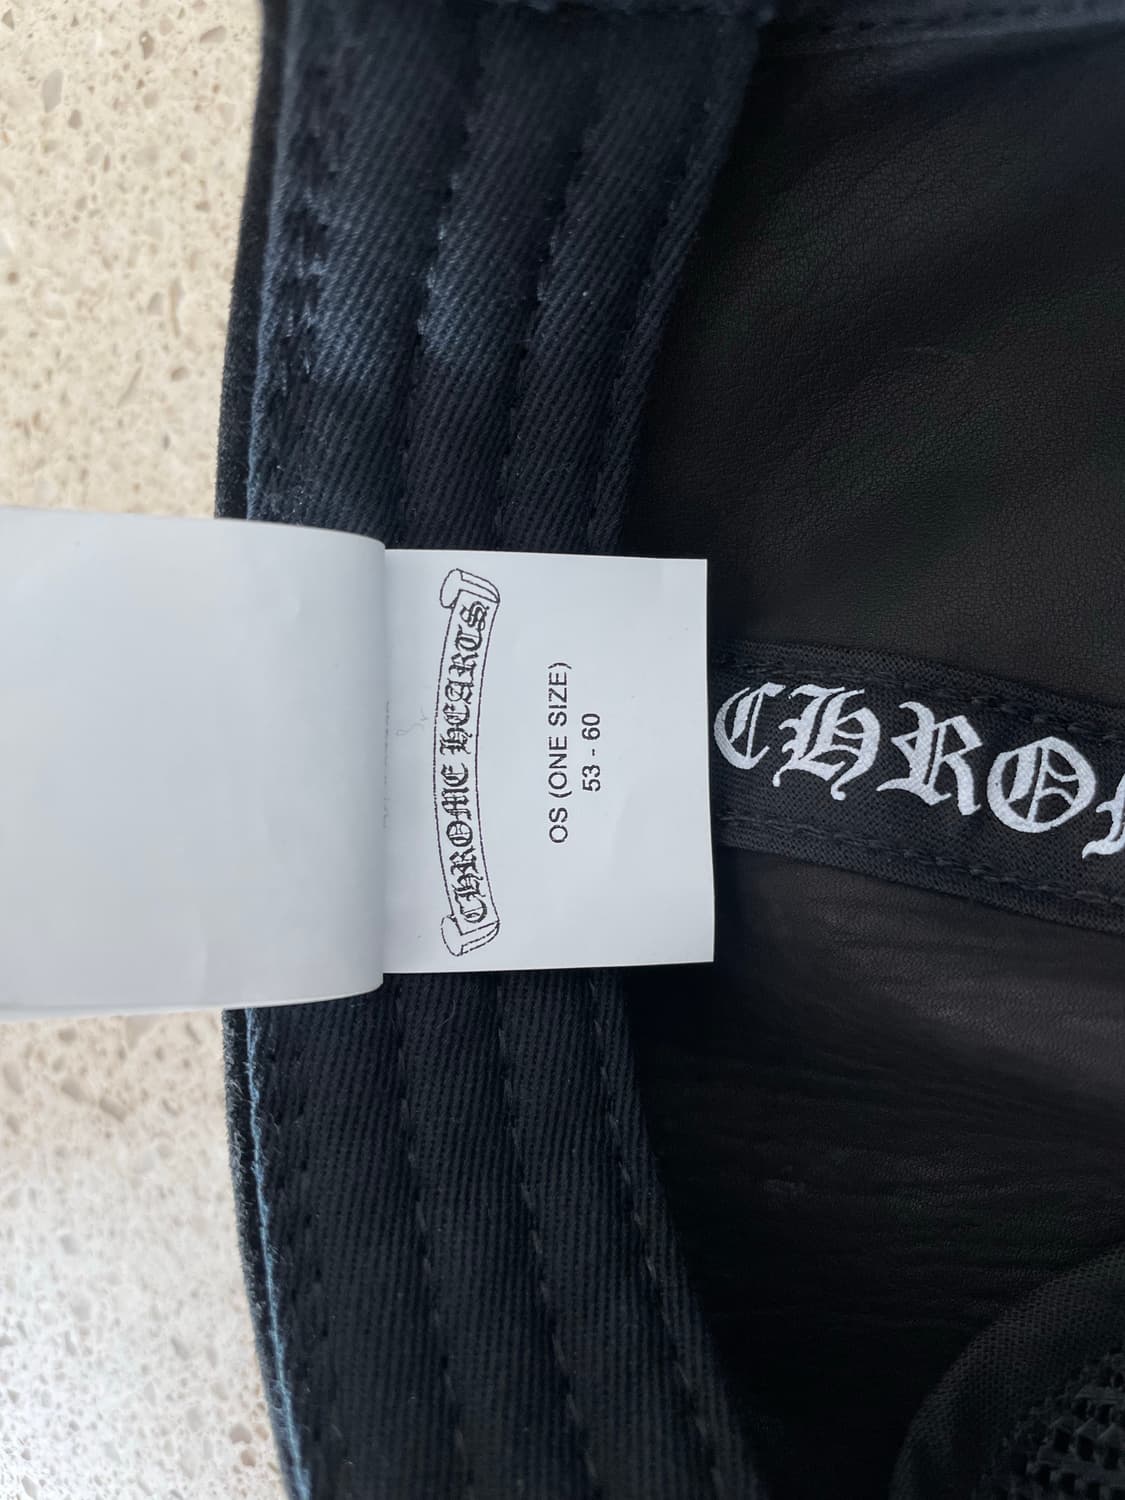 CHROME HEARTS
OS (ONE SIZE)
53 - 60
CHRO